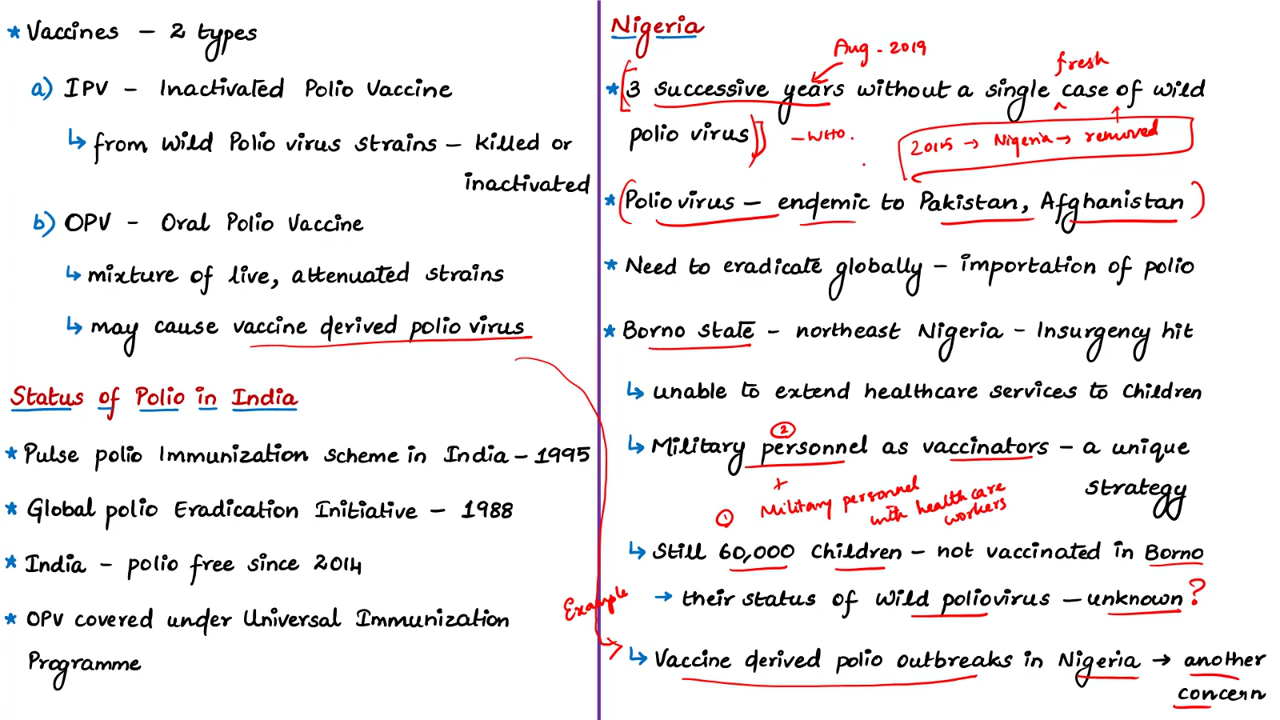 * Vaccines – 2 types
a) IPV – Inactivated Polio Vaccine
↳ from Wild Polio virus strains – Killed or
inactivated
b) OPV – Oral Polio Vaccine
↳ mixture of live, attenuated strains
↳ may cause vaccine derived polio virus
Status of Polio in India
* Pulse polio Immunization scheme in India – 1995
* Global polio Eradication Initiative – 1988
* India – polio free since 2014
* OPV covered under Universal Immunization
Programme
Example
Nigeria
Aug - 2019
fresh
* [3 successive years without a single ^ case of wild
polio virus] – WHO.
2015 → Nigeria → removed
* (Polio virus – endemic to Pakistan, Afghanistan)
* Need to eradicate globally – importation of polio
* Borno state – northeast Nigeria – Insurgency hit
↳ unable to extend healthcare services to Children
②
↳ Military personnel as vaccinators – a unique
strategy
+
① Military personnel
with healthcare
workers
↳ Still 60,000 Children – not vaccinated in Borno
→ their status of Wild poliovirus – unknown?
↳ Vaccine derived polio outbreaks in Nigeria → another
concern